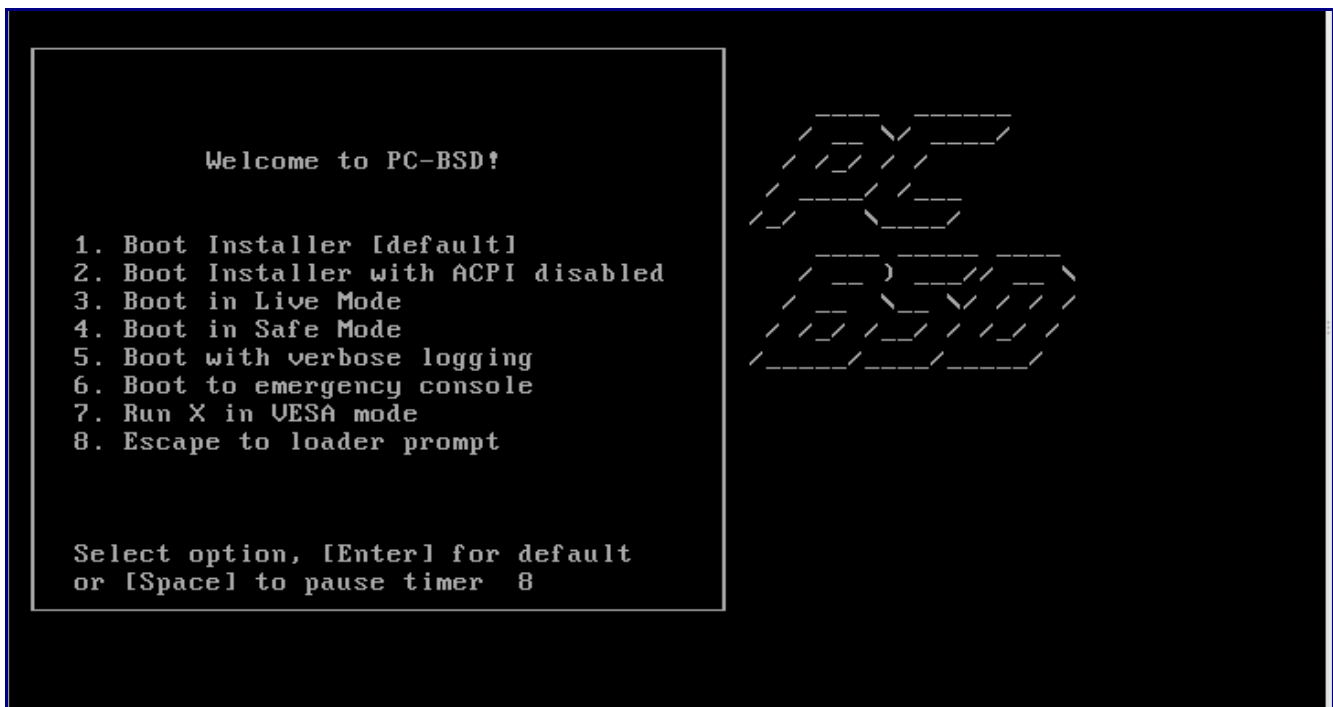 Welcome to PC-BSD!
1. Boot Installer [default]
2. Boot Installer with ACPI disabled
3. Boot in Live Mode
4. Boot in Safe Mode
5. Boot with verbose logging
6. Boot to emergency console
7. Run X in VESA mode
8. Escape to loader prompt
Select option, [Enter] for default
or [Space] to pause timer  8
PC
BSD